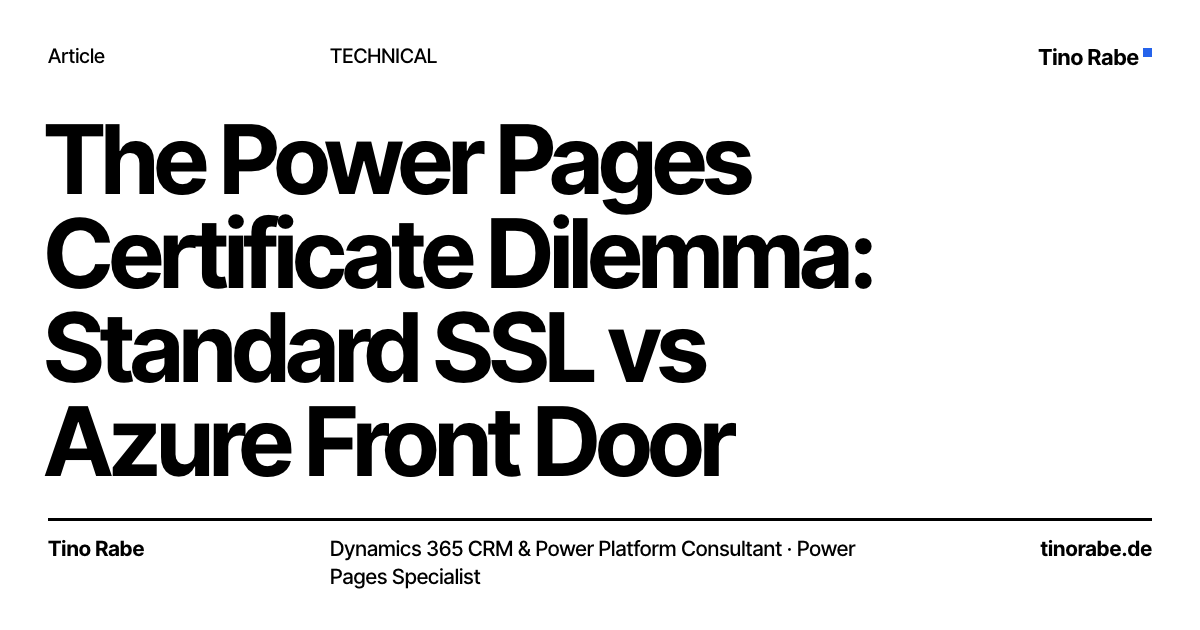 Article
TECHNICAL
Tino Rabe
The Power Pages
Certificate Dilemma:
Standard SSL vs
Azure Front Door
Tino Rabe
Dynamics 365 CRM & Power Platform Consultant · Power
Pages Specialist
tinorabe.de